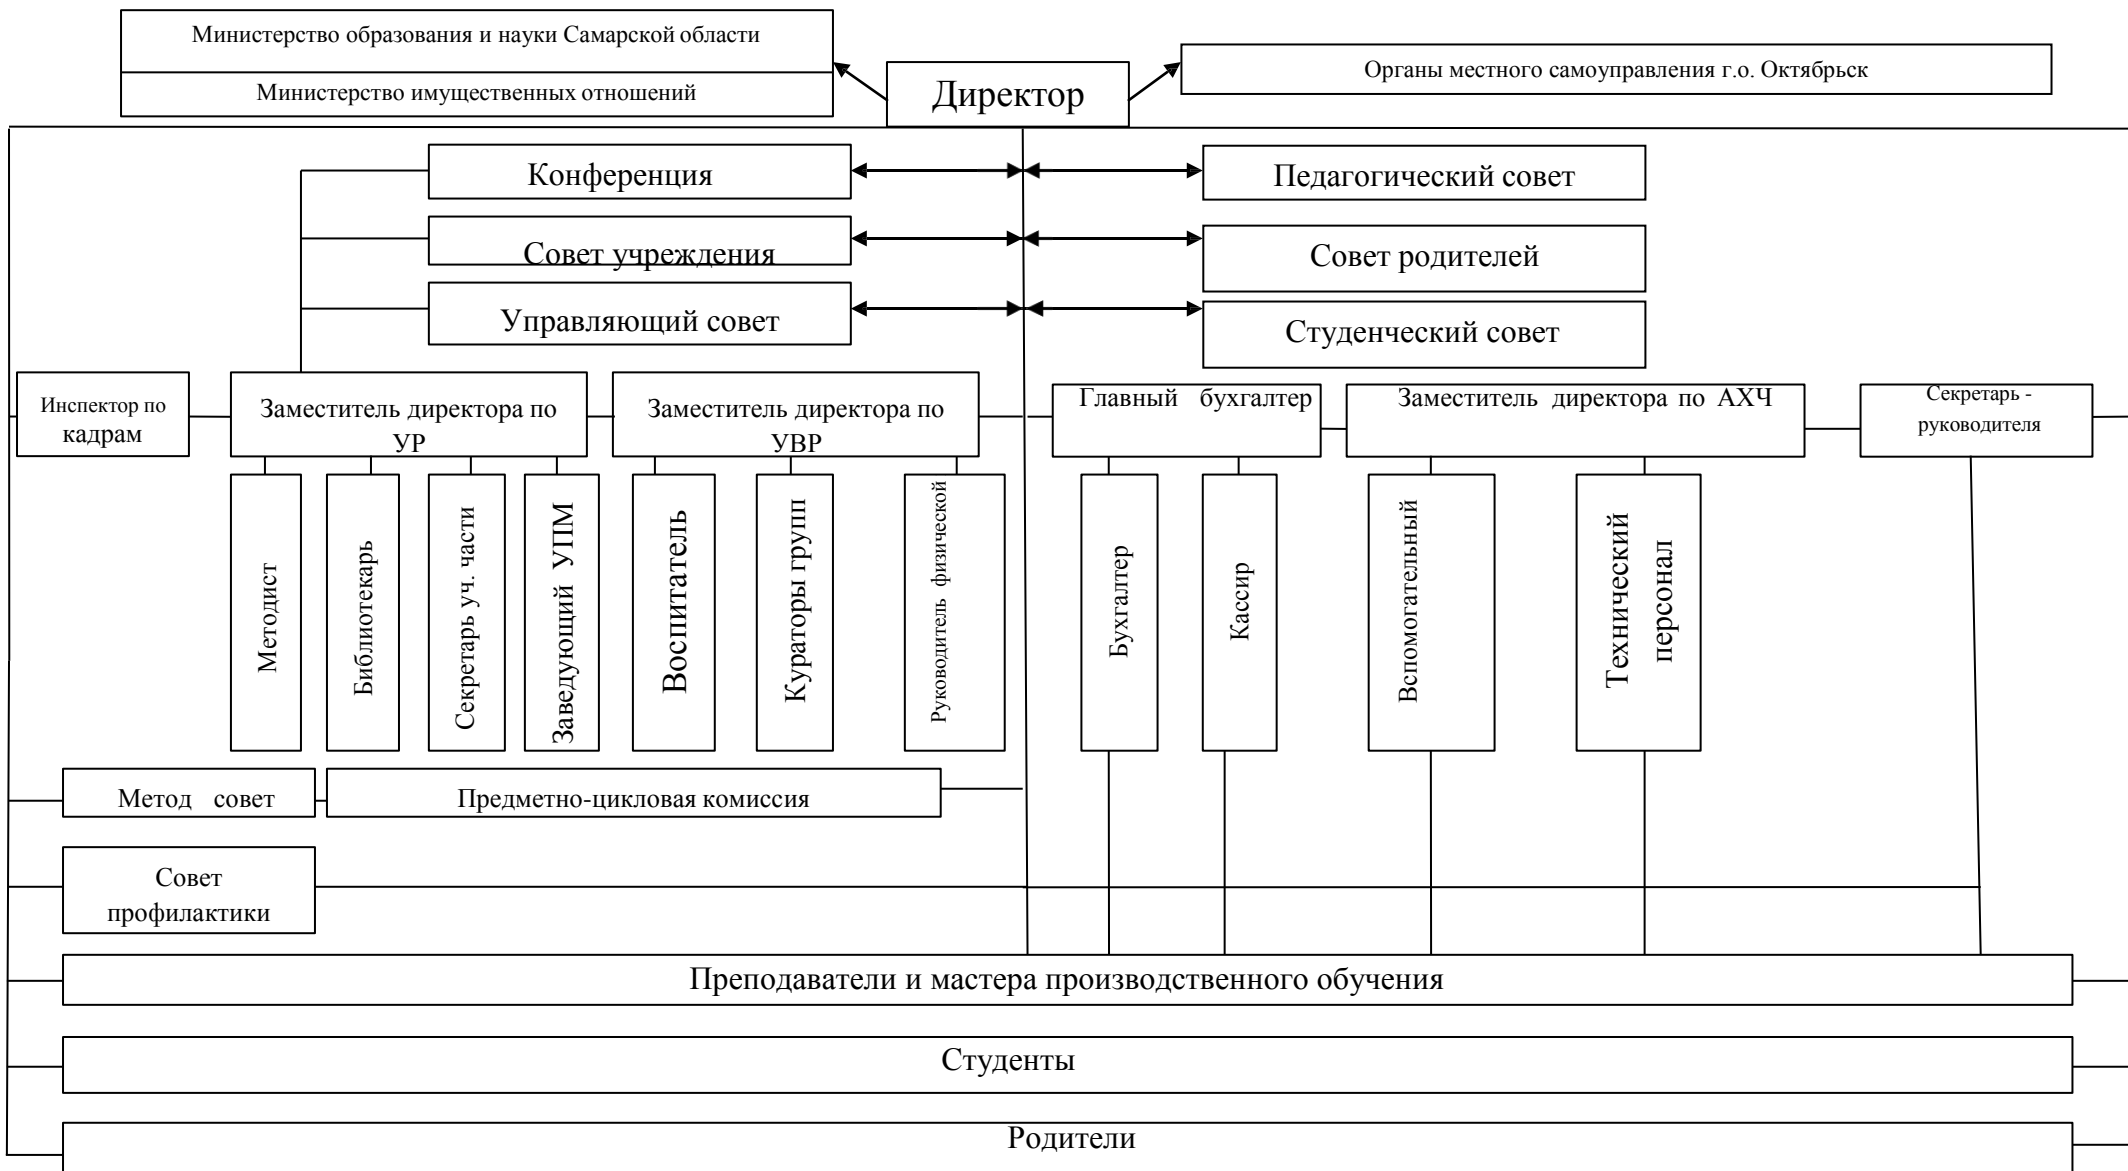 Министерство образования и науки Самарской области
Министерство имущественных отношений
Директор
Органы местного самоуправления г.о. Октябрьск
Конференция
Педагогический совет
Совет учреждения
Совет родителей
Управляющий совет
Студенческий совет
Инспектор по
кадрам
Заместитель директора по
УР
Заместитель директора по
УВР
Главный бухгалтер
Заместитель директора по АХЧ
Секретарь -
руководителя
Методист
Библиотекарь
Секретарь уч. части
Заведующий УПМ
Воспитатель
Кураторы групп
Руководитель физической
Бухгалтер
Кассир
Вспомогательный
Технический
персонал
Метод совет
Предметно-цикловая комиссия
Совет
профилактики
Преподаватели и мастера производственного обучения
Студенты
Родители